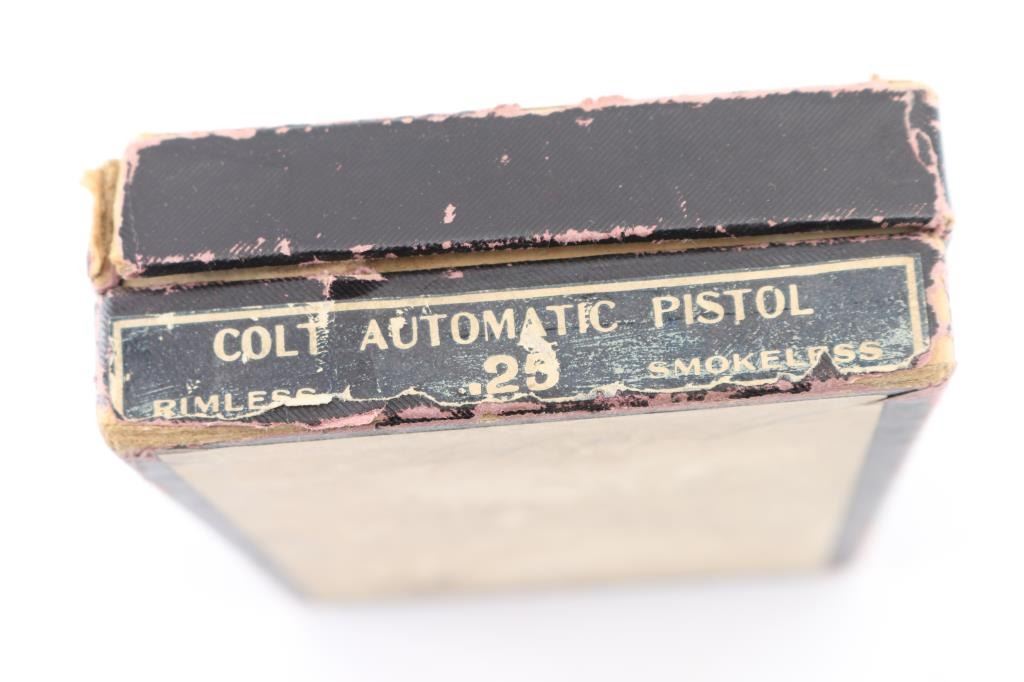 COLT AUTOMATIC PISTOL
RIMLESS .25 SMOKELESS